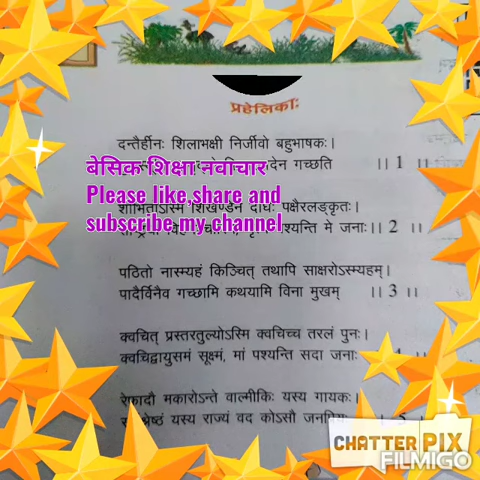 प्रहेलिकाः
दन्तैर्हीनः शिलाभक्षी निर्जीवो बहुभाषकः।
गच्छति ।। 1 ।।
बेसिक शिक्षा नवाचार
Please like,share and
subscribe my channel
शोभितोऽस्मि शिखण्डेन दीर्घैः पक्षैरलङ्कृतः।
पश्यन्ति मे जनाः।। 2 ।।
पठितो नास्म्यहं किञ्चित् तथापि साक्षरोऽस्म्यहम्।
पादैर्विनैव गच्छामि कथयामि विना मुखम् ।। 3 ।।
क्वचित् प्रस्तरतुल्योऽस्मि क्वचिच्च तरलं पुनः।
क्वचिद्वायुसमं सूक्ष्मं, मां पश्यन्ति सदा जनाः
रेफादौ मकारोऽन्ते वाल्मीकिः यस्य गायकः।
यस्य राज्यं वद कोऽसौ
CHATTER PIX
FILMIGO